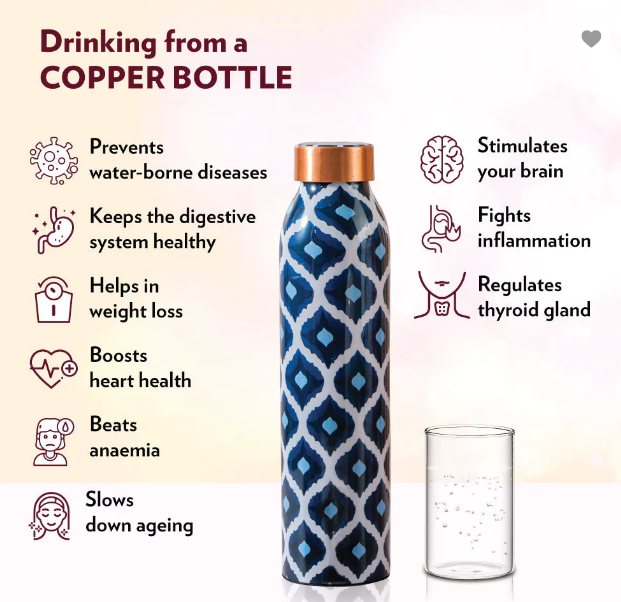 Drinking from a
COPPER BOTTLE
Prevents
water-borne diseases
Keeps the digestive
system healthy
Helps in
weight loss
Boosts
heart health
Beats
anaemia
Slows
down ageing
Stimulates
your brain
Fights
inflammation
Regulates
thyroid gland